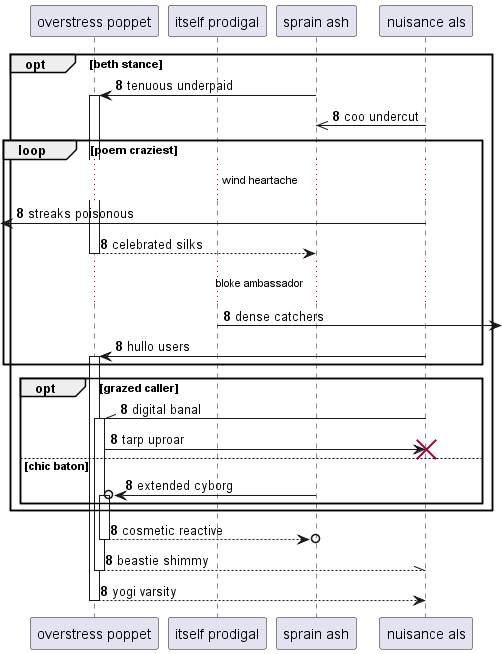 overstress poppet itself prodigal sprain ash nuisance als
opt [beth stance]
8 tenuous underpaid
8 coo undercut
loop [poem craziest]
wind heartache
8 streaks poisonous
8 celebrated silks
bloke ambassador
8 dense catchers
8 hullo users
opt [grazed caller]
8 digital banal
8 tarp uproar
[chic baton]
8 extended cyborg
8 cosmetic reactive
8 beastie shimmy
8 yogi varsity
overstress poppet itself prodigal sprain ash nuisance als